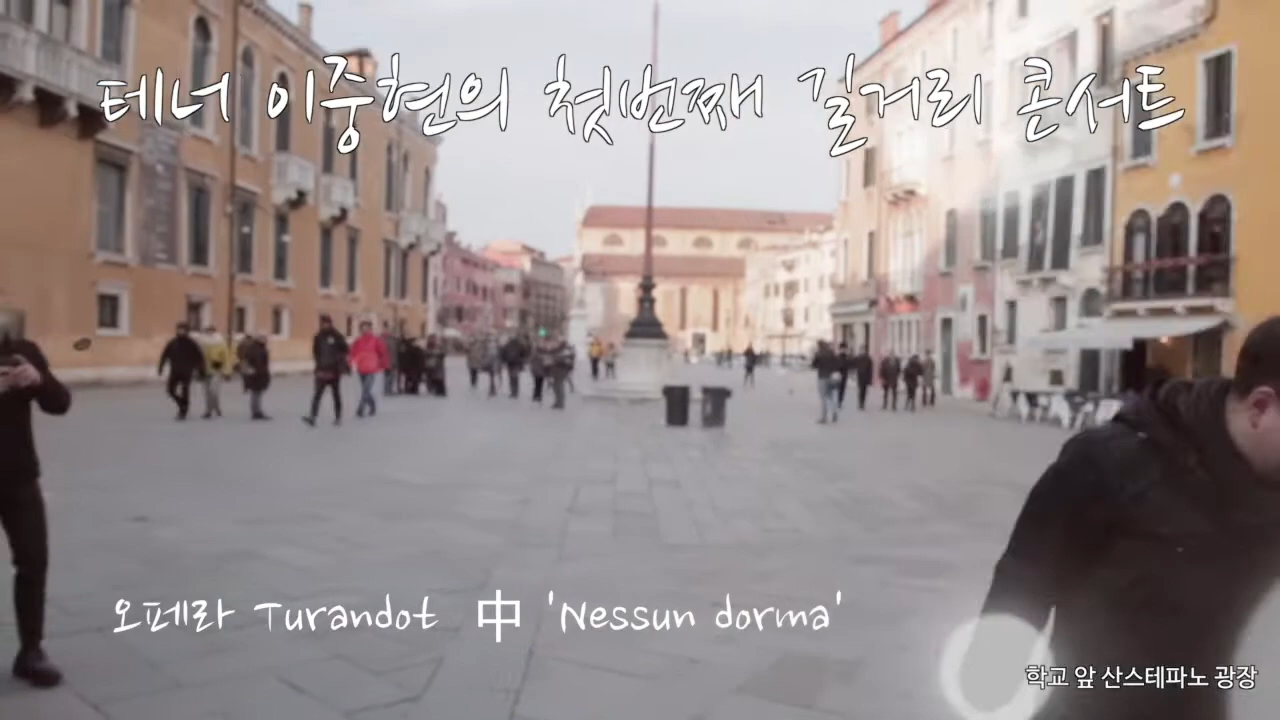 테너 이중현의 첫번째 길거리 콘서트
오페라 Turandot 中 'Nessun dorma'
학교 앞 산스테파노 광장